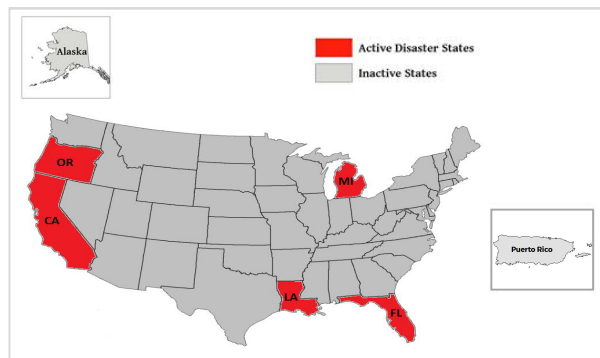 Alaska
Active Disaster States
Inactive States
OR
MI
CA
Puerto Rico
LA
FL